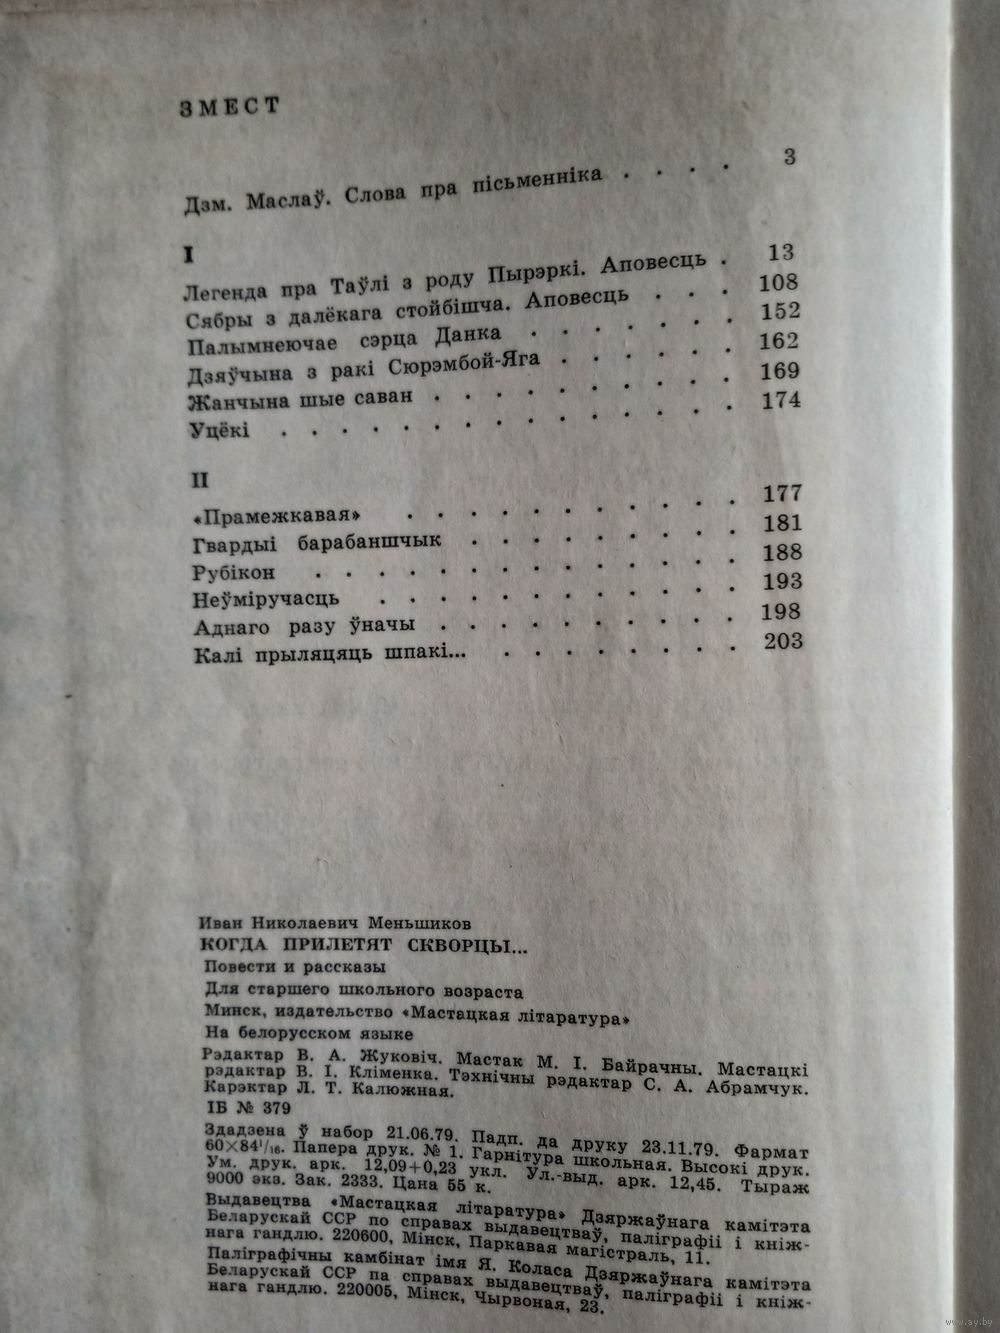 ЗМЕСТ
Дзм. Маслаў. Слова пра пісьменніка . . . . 3
I
Легенда пра Таўлі з роду Пырэркі. Аповесць . 13
Сябры з далёкага стойбішча. Аповесць . . . 108
Палымнеючае сэрца Данка . . . . . . . 152
Дзяўчына з ракі Сюрэмбой-Яга . . . . . . 162
Жанчына шые саван . . . . . . . . . . 169
Уцёкі . . . . . . . . . . . . . . . 174
II
«Прамежкавая» . . . . . . . . . . . 177
Гвардыі барабаншчык . . . . . . . . . 181
Рубікон . . . . . . . . . . . . . . 188
Неўміручасць . . . . . . . . . . . . 193
Аднаго разу ўначы . . . . . . . . . . 198
Калі прыляцяць шпакі... . . . . . . . . 203
Иван Николаевич Меньшиков
КОГДА ПРИЛЕТЯТ СКВОРЦЫ...
Повести и рассказы
Для старшего школьного возраста
Минск, издательство «Мастацкая літаратура»
На белорусском языке
Рэдактар В. А. Жуковіч. Мастак М. І. Байрачны. Мастацкі
рэдактар В. І. Кліменка. Тэхнічны рэдактар С. А. Абрамчук.
Карэктар Л. Т. Калюжная.
ІБ № 379
Здадзена ў набор 21.06.79. Падп. да друку 23.11.79. Фармат
60×84¹/₁₆. Папера друк. № 1. Гарнітура школьная. Высокі друк.
Ум. друк. арк. 12,09+0,23 укл. Ул.-выд. арк. 12,45. Тыраж
9000 экз. Зак. 2333. Цана 55 к.
Выдавецтва «Мастацкая літаратура» Дзяржаўнага камітэта
Беларускай ССР по справах выдавецтваў, паліграфіі і кніж-
нага гандлю. 220600, Мінск, Паркавая магістраль, 11.
Паліграфічны камбінат імя Я. Коласа Дзяржаўнага камітэта
Беларускай ССР па справах выдавецтваў, паліграфіі і кніж-
нага гандлю. 220005, Мінск, Чырвоная, 23.
www.ay.by